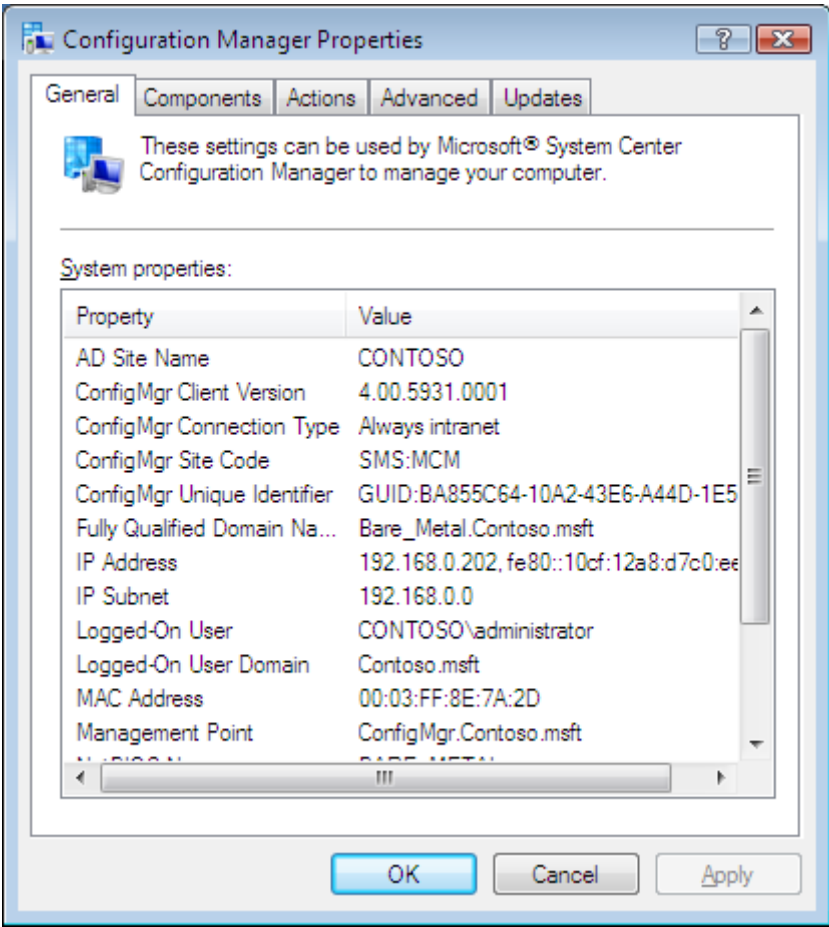 Configuration Manager Properties
General Components Actions Advanced Updates
These settings can be used by Microsoft® System Center
Configuration Manager to manage your computer.
System properties:
Property Value
AD Site Name CONTOSO
ConfigMgr Client Version 4.00.5931.0001
ConfigMgr Connection Type Always intranet
ConfigMgr Site Code SMS:MCM
ConfigMgr Unique Identifier GUID:BA855C64-10A2-43E6-A44D-1E5
Fully Qualified Domain Na... Bare_Metal.Contoso.msft
IP Address 192.168.0.202, fe80::10cf:12a8:d7c0:ee
IP Subnet 192.168.0.0
Logged-On User CONTOSO\administrator
Logged-On User Domain Contoso.msft
MAC Address 00:03:FF:8E:7A:2D
Management Point ConfigMgr.Contoso.msft
OK Cancel Apply